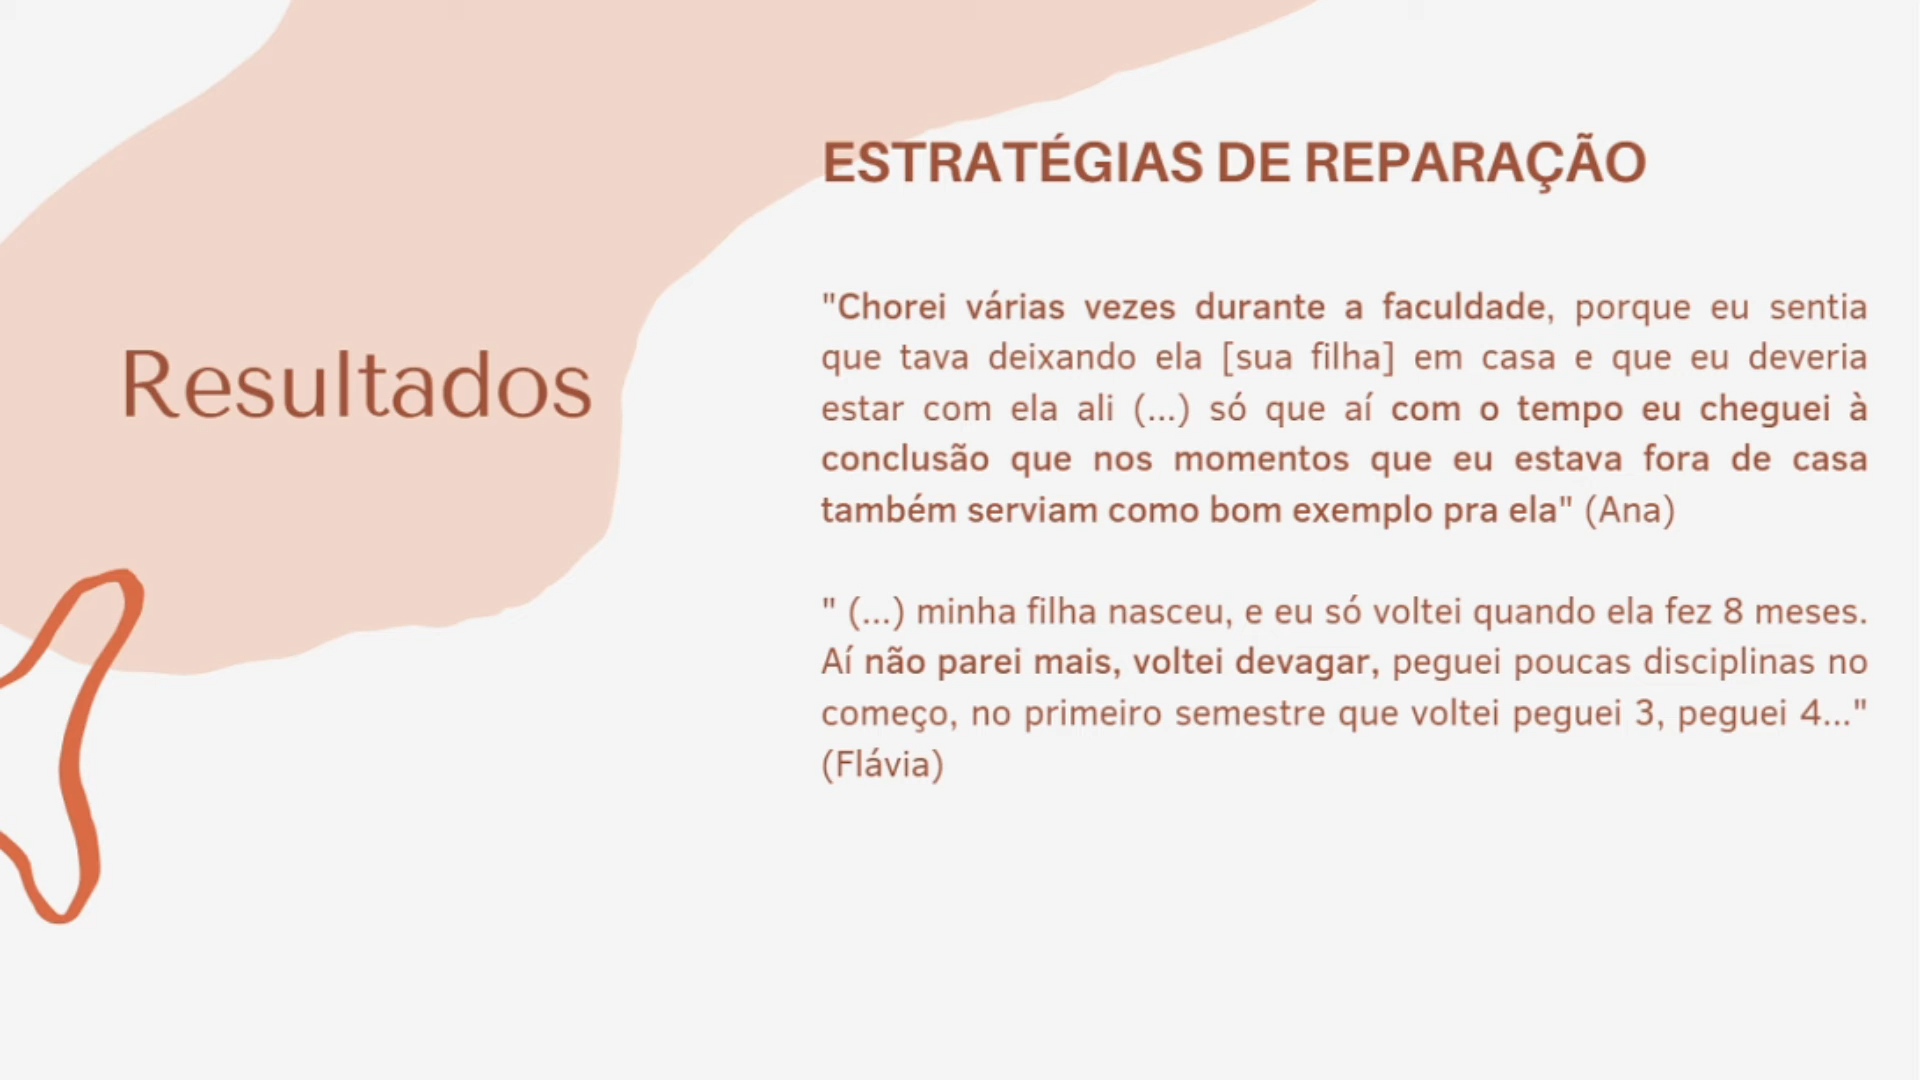 Resultados
ESTRATÉGIAS DE REPARAÇÃO
"Chorei várias vezes durante a faculdade, porque eu sentia
que tava deixando ela [sua filha] em casa e que eu deveria
estar com ela ali (...) só que aí com o tempo eu cheguei à
conclusão que nos momentos que eu estava fora de casa
também serviam como bom exemplo pra ela" (Ana)
" (...) minha filha nasceu, e eu só voltei quando ela fez 8 meses.
Aí não parei mais, voltei devagar, peguei poucas disciplinas no
começo, no primeiro semestre que voltei peguei 3, peguei 4..."
(Flávia)